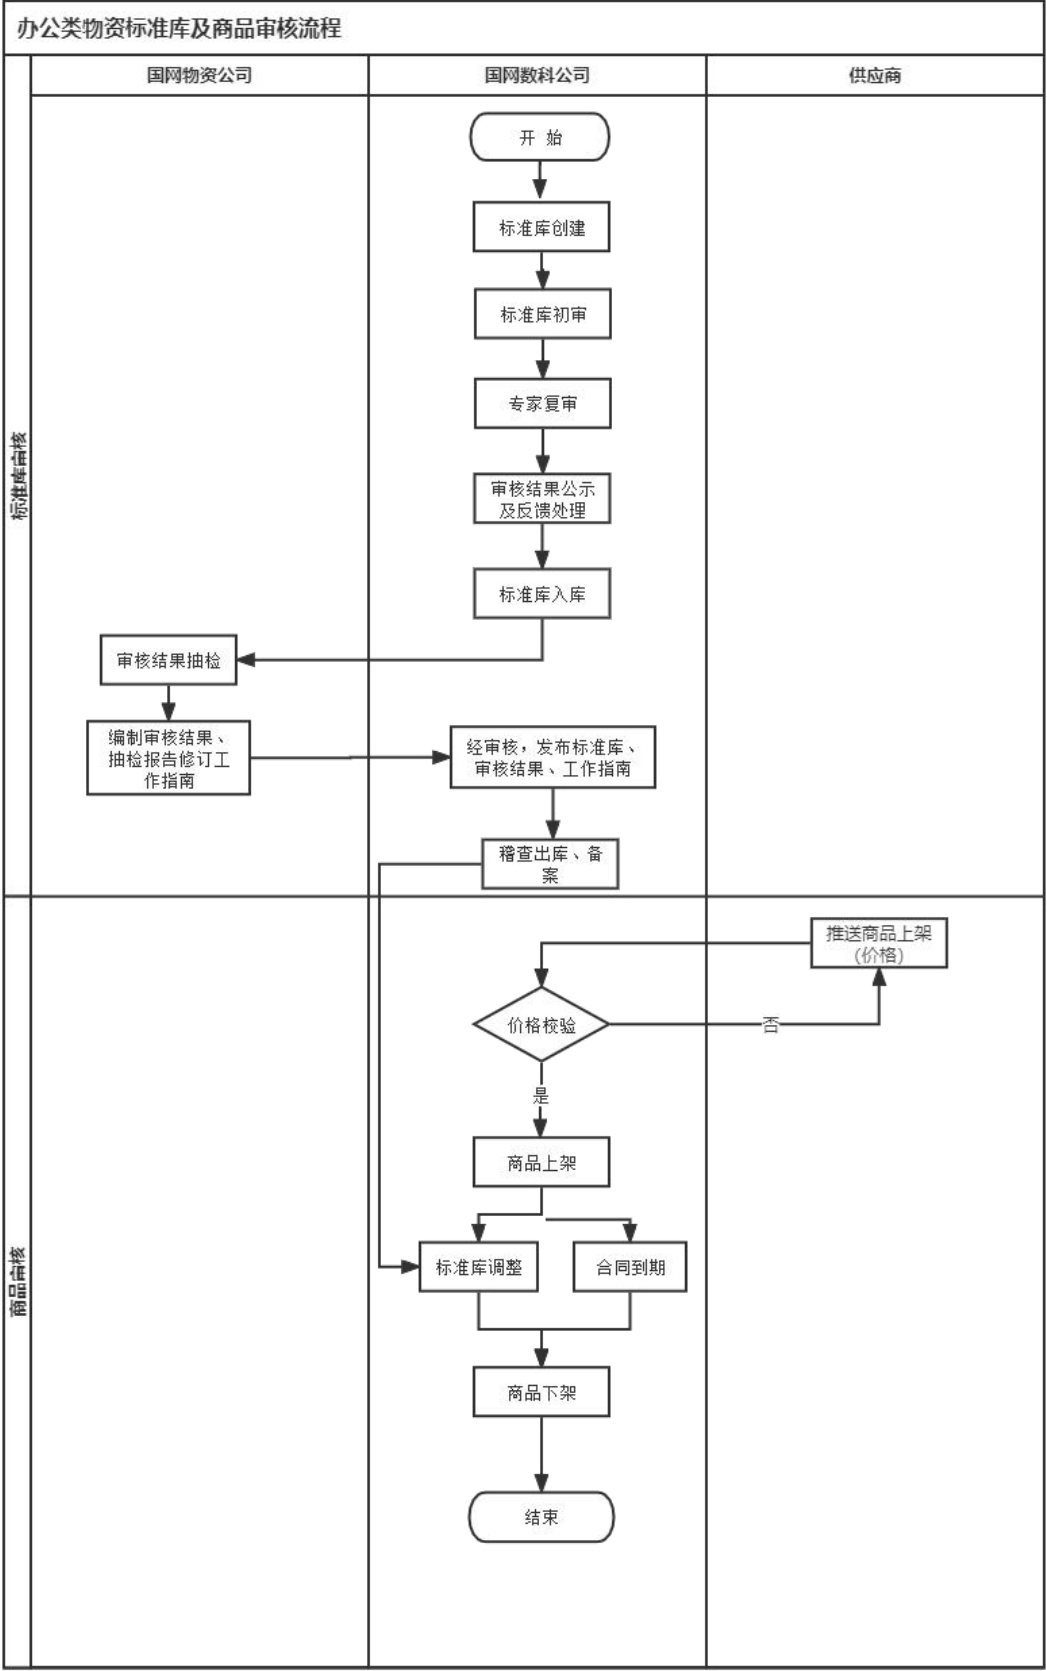 办公类物资标准库及商品审核流程
国网物资公司
国网数科公司
供应商
标准库审核
开 始
标准库创建
标准库初审
专家复审
审核结果公示
及反馈处理
标准库入库
审核结果抽检
编制审核结果、
抽检报告修订工
作指南
经审核，发布标准库、
审核结果、工作指南
稽查出库、备
案
商品审核
推送商品上架
（价格）
价格校验
否
是
商品上架
标准库调整
合同到期
商品下架
结束